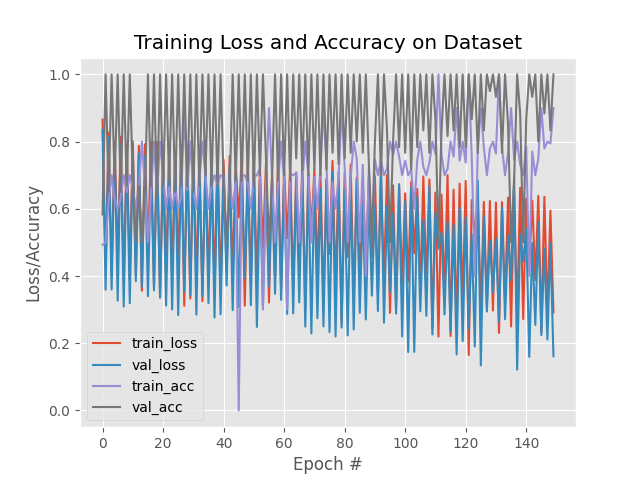 Training Loss and Accuracy on Dataset
Loss/Accuracy
1.0
0.8
0.6
0.4
0.2
0.0
train_loss
val_loss
train_acc
val_acc
0 20 40 60 80 100 120 140
Epoch #